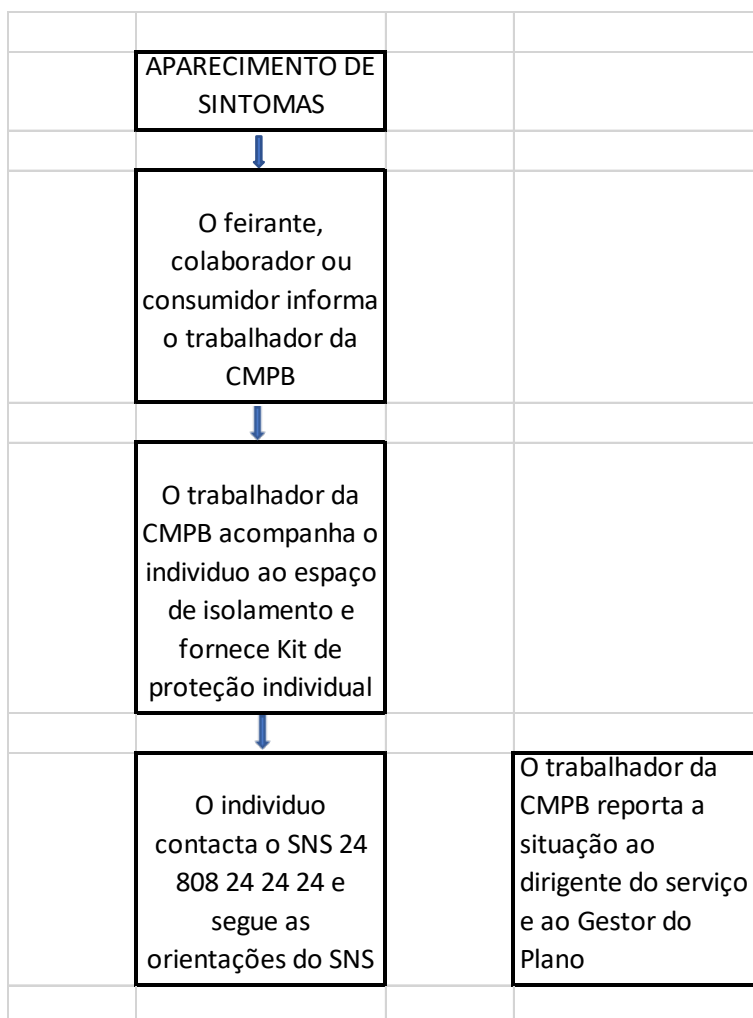 APARECIMENTO DE
SINTOMAS
O feirante,
colaborador ou
consumidor informa
o trabalhador da
CMPB
O trabalhador da
CMPB acompanha o
individuo ao espaço
de isolamento e
fornece Kit de
proteção individual
O individuo
contacta o SNS 24
808 24 24 24 e
segue as
orientações do SNS
O trabalhador da
CMPB reporta a
situação ao
dirigente do serviço
e ao Gestor do
Plano